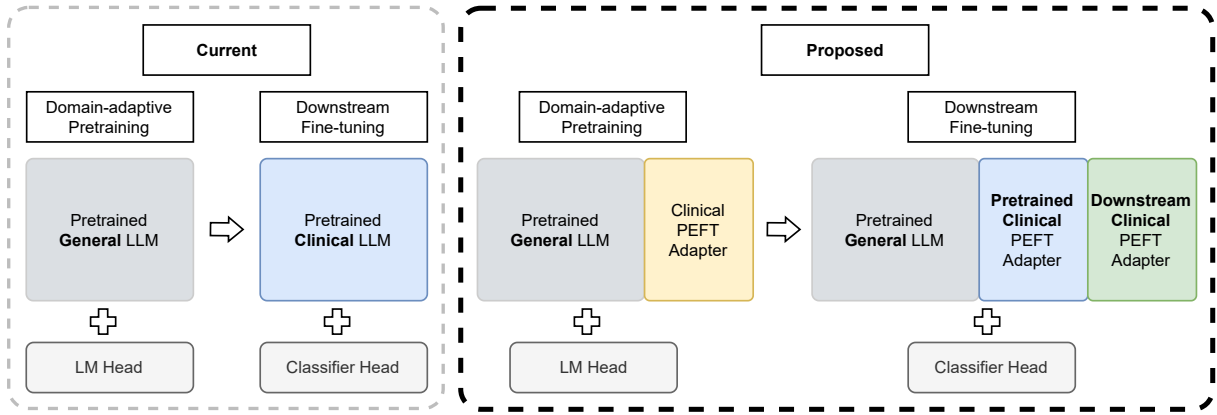 Current
Domain-adaptive
Pretraining
Downstream
Fine-tuning
Pretrained
General LLM
Pretrained
Clinical LLM
LM Head
Classifier Head
Proposed
Domain-adaptive
Pretraining
Downstream
Fine-tuning
Pretrained
General LLM
Clinical
PEFT
Adapter
Pretrained
General LLM
Pretrained
Clinical
PEFT
Adapter
Downstream
Clinical
PEFT
Adapter
LM Head
Classifier Head